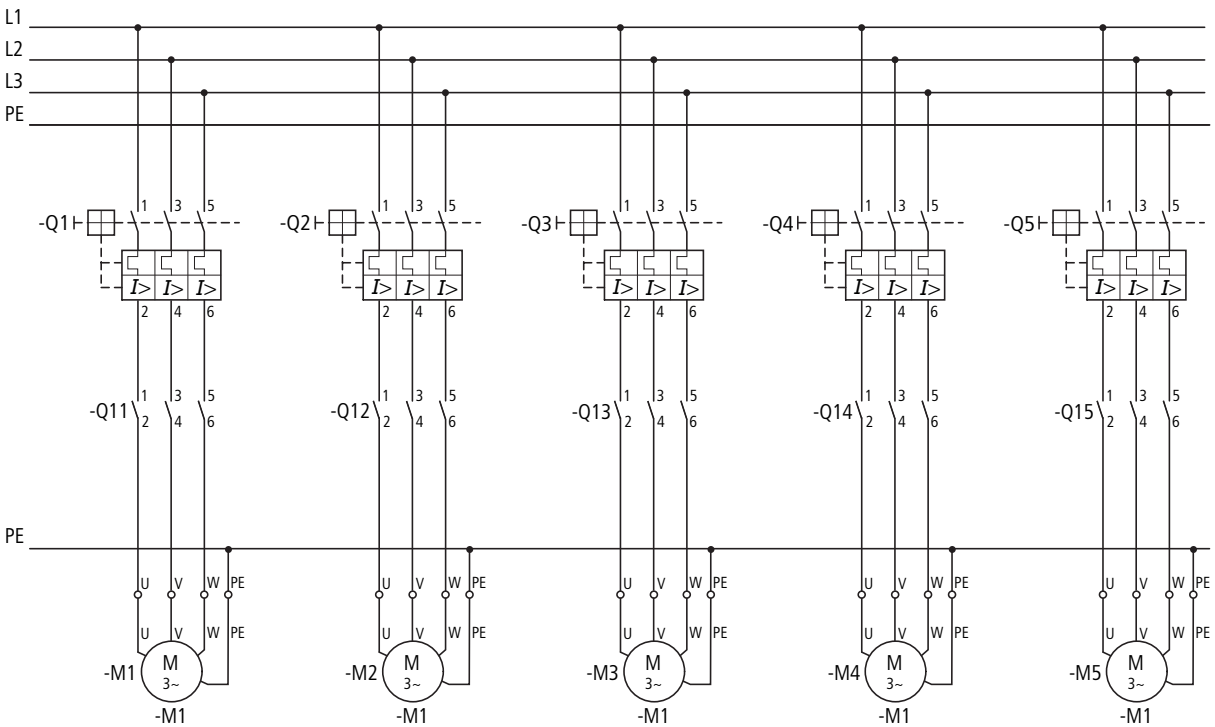 L1
L2
L3
PE
1 3 5 1 3 5 1 3 5 1 3 5 1 3 5
-Q1 -Q2 -Q3 -Q4 -Q5
I> I> I> I> I> I> I> I> I> I> I> I> I> I> I>
2 4 6 2 4 6 2 4 6 2 4 6 2 4 6
1 3 5 1 3 5 1 3 5 1 3 5 1 3 5
-Q11 -Q12 -Q13 -Q14 -Q15
2 4 6 2 4 6 2 4 6 2 4 6 2 4 6
PE
U V W PE U V W PE U V W PE U V W PE U V W PE
U V W PE U V W PE U V W PE U V W PE U V W PE
-M1 M -M2 M -M3 M -M4 M -M5 M
3~ 3~ 3~ 3~ 3~
-M1 -M1 -M1 -M1 -M1